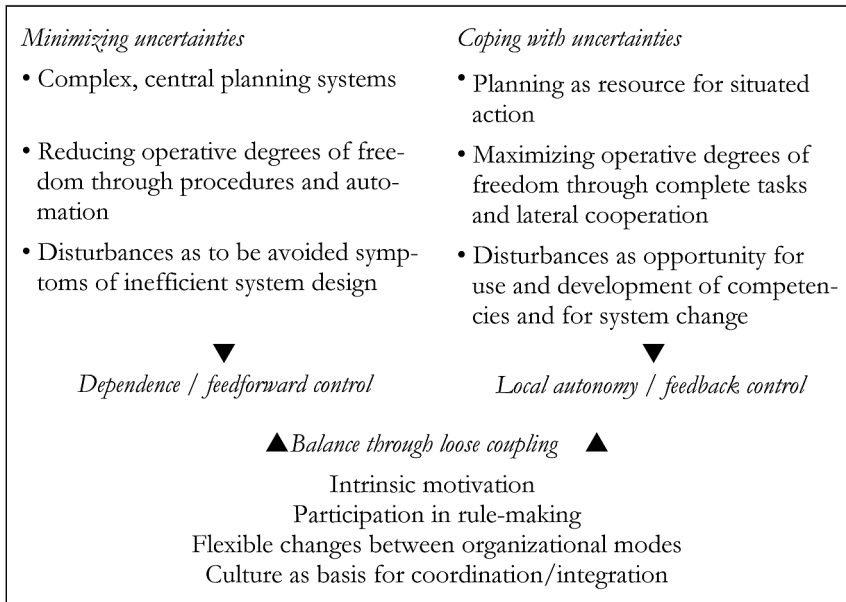 Minimizing uncertainties
• Complex, central planning systems
• Reducing operative degrees of free-
dom through procedures and auto-
mation
• Disturbances as to be avoided symp-
toms of inefficient system design
Dependence / feedforward control
Coping with uncertainties
• Planning as resource for situated
action
• Maximizing operative degrees of
freedom through complete tasks
and lateral cooperation
• Disturbances as opportunity for
use and development of competen-
cies and for system change
Local autonomy / feedback control
Balance through loose coupling
Intrinsic motivation
Participation in rule-making
Flexible changes between organizational modes
Culture as basis for coordination/integration